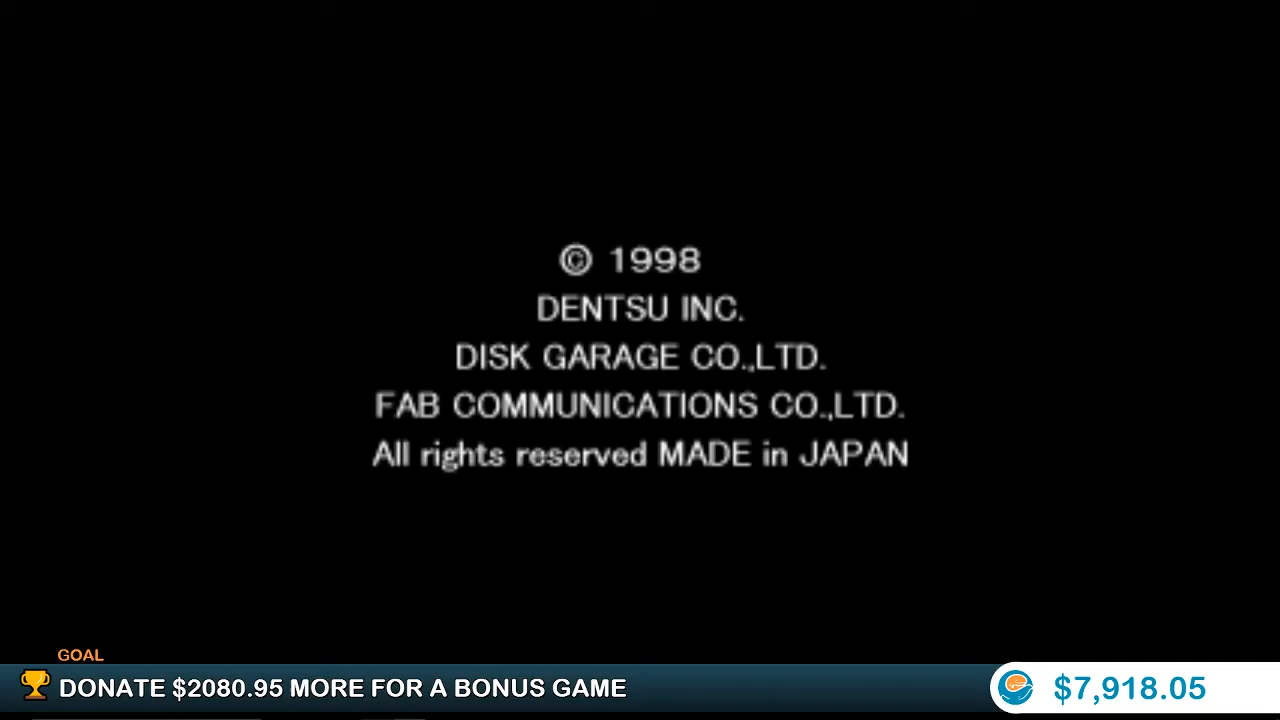 © 1998
DENTSU INC.
DISK GARAGE CO.,LTD.
FAB COMMUNICATIONS CO.,LTD.
All rights reserved MADE in JAPAN
GOAL
DONATE $2080.95 MORE FOR A BONUS GAME
$7,918.05